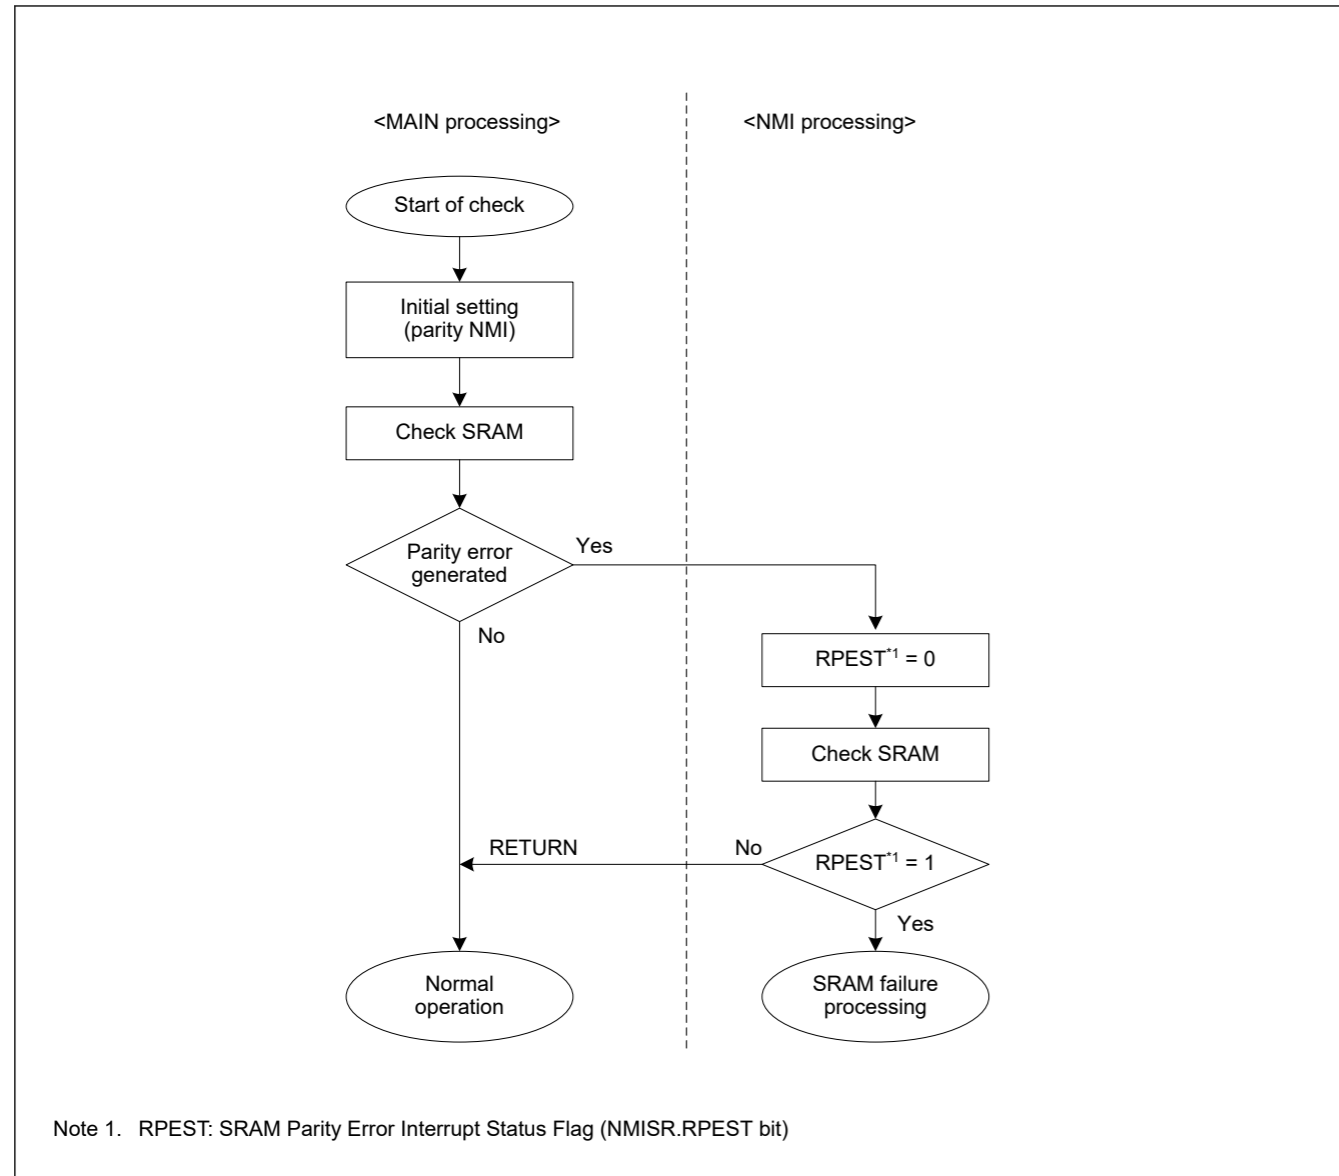 <MAIN processing>
<NMI processing>
Start of check
Initial setting
(parity NMI)
Check SRAM
Parity error
generated
Yes
No
RPEST*1 = 0
Check SRAM
RPEST*1 = 1
No
RETURN
Yes
Normal
operation
SRAM failure
processing
Note 1. RPEST: SRAM Parity Error Interrupt Status Flag (NMISR.RPEST bit)